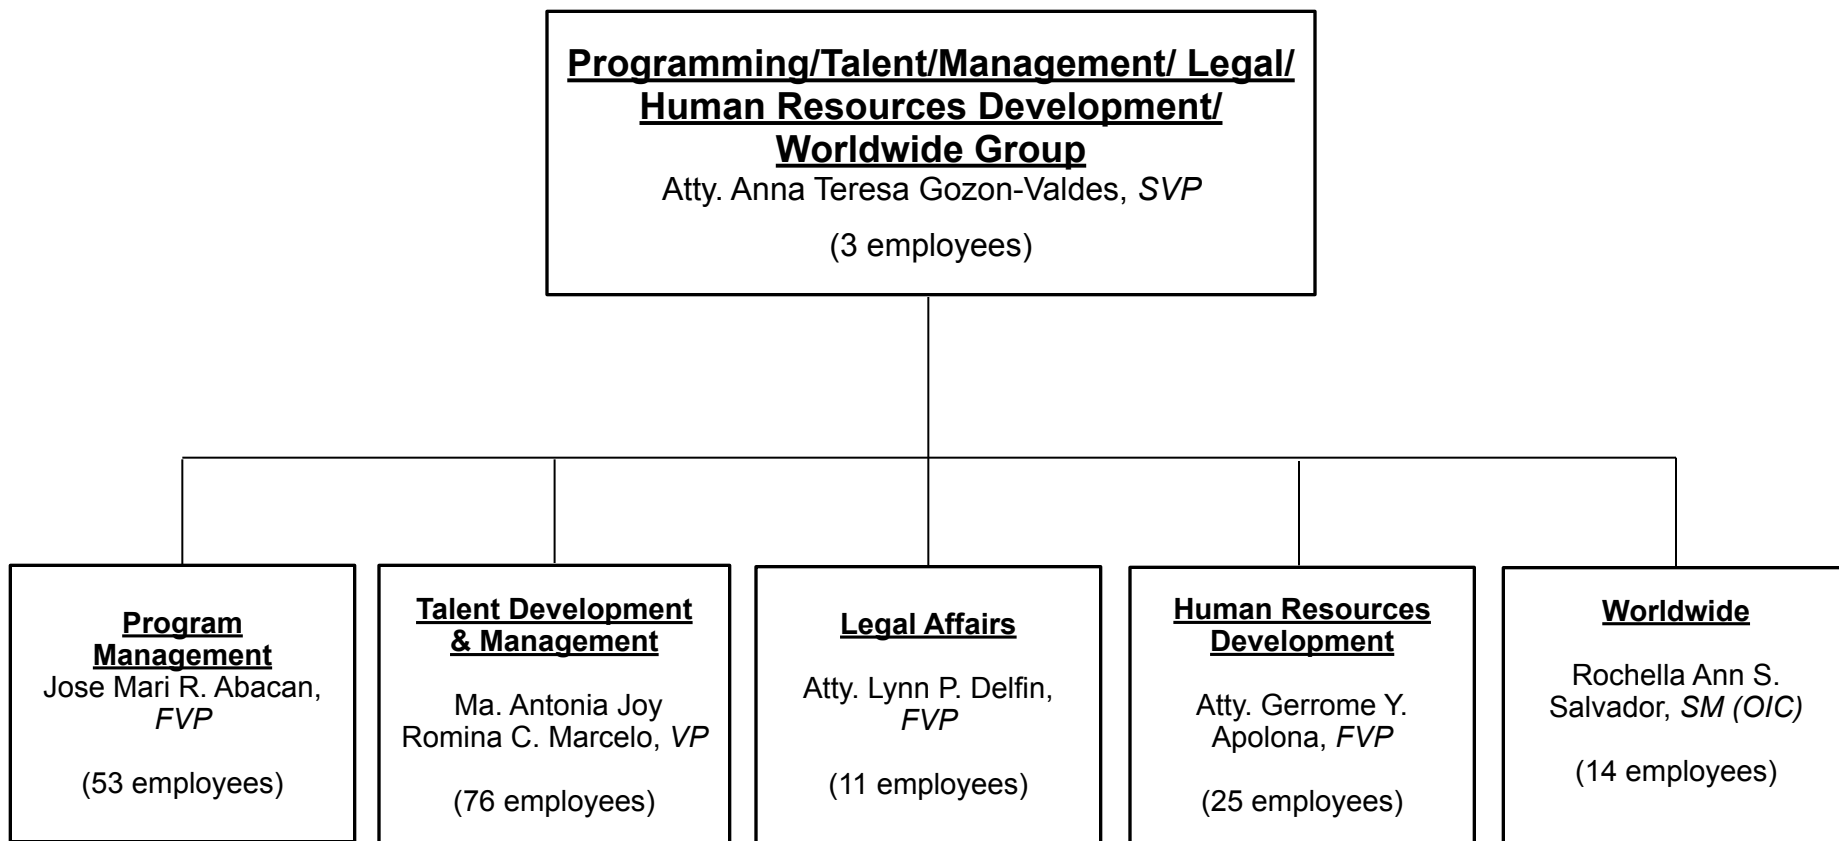 Programming/Talent/Management/ Legal/
Human Resources Development/
Worldwide Group
Atty. Anna Teresa Gozon-Valdes, SVP
(3 employees)
Program
Management
Jose Mari R. Abacan,
FVP
(53 employees)
Talent Development
& Management
Ma. Antonia Joy
Romina C. Marcelo, VP
(76 employees)
Legal Affairs
Atty. Lynn P. Delfin,
FVP
(11 employees)
Human Resources
Development
Atty. Gerrome Y.
Apolona, FVP
(25 employees)
Worldwide
Rochella Ann S.
Salvador, SM (OIC)
(14 employees)